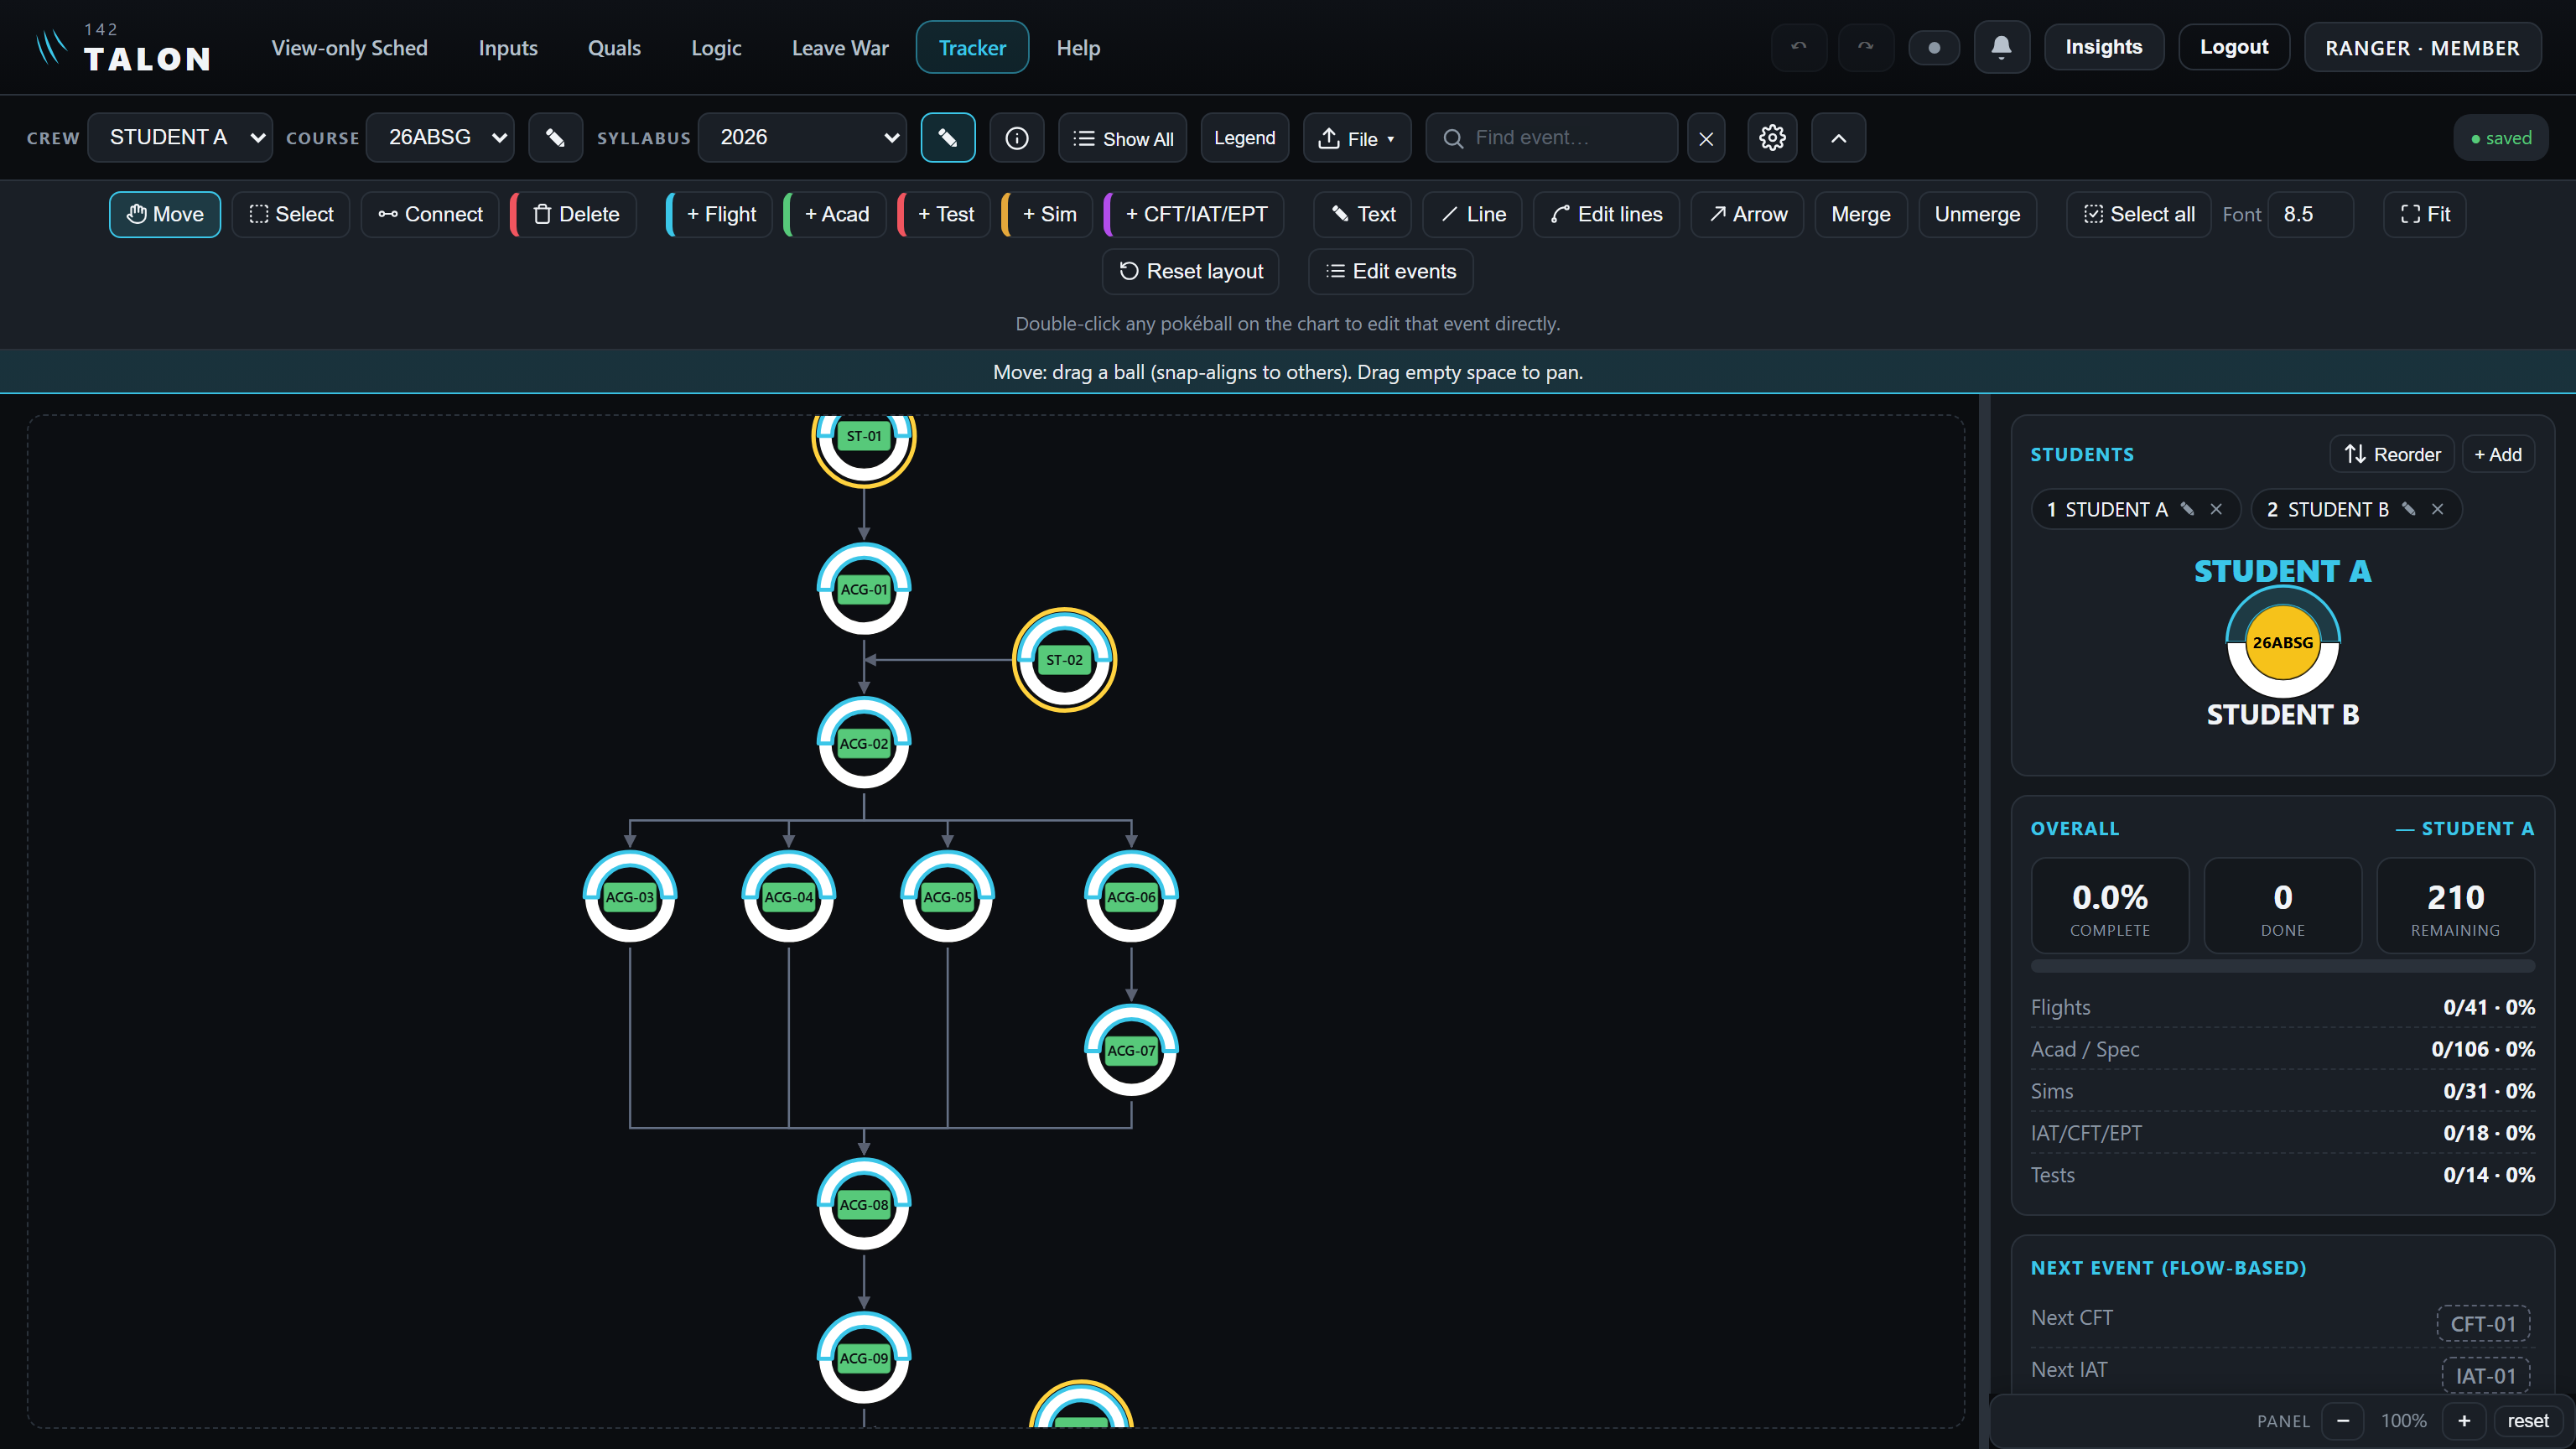 142
TALON
View-only Sched
Inputs
Quals
Logic
Leave War
Tracker
Help
Insights
Logout
RANGER · MEMBER
CREW
STUDENT A
COURSE
26ABSG
SYLLABUS
2026
Show All
Legend
File
Find event…
saved
Move
Select
Connect
Delete
+ Flight
+ Acad
+ Test
+ Sim
+ CFT/IAT/EPT
Text
Line
Edit lines
Arrow
Merge
Unmerge
Select all
Font
8.5
Fit
Reset layout
Edit events
Double-click any pokéball on the chart to edit that event directly.
Move: drag a ball (snap-aligns to others). Drag empty space to pan.
ST-01
ACG-01
ST-02
ACG-02
ACG-03
ACG-04
ACG-05
ACG-06
ACG-07
ACG-08
ACG-09
STUDENTS
Reorder
+ Add
1 STUDENT A
2 STUDENT B
STUDENT A
26ABSG
STUDENT B
OVERALL
— STUDENT A
0.0%
COMPLETE
0
DONE
210
REMAINING
Flights
0/41 · 0%
Acad / Spec
0/106 · 0%
Sims
0/31 · 0%
IAT/CFT/EPT
0/18 · 0%
Tests
0/14 · 0%
NEXT EVENT (FLOW-BASED)
Next CFT
CFT-01
Next IAT
IAT-01
PANEL
−
100%
+
reset